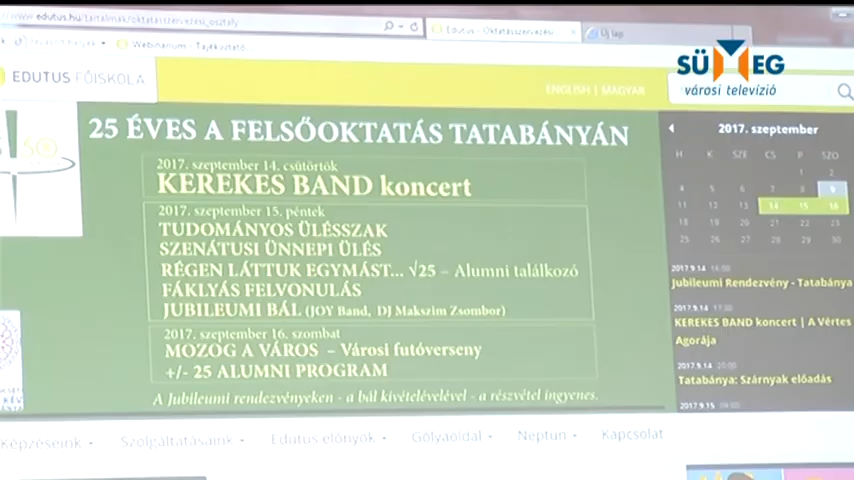 www.edutus.hu/tartalmak/oktatasszervezesi_osztaly
Edutus - Oktatásszervezési
Új lap
Webinárium - Tájékoztató
SÜMEG
városi televízió
EDUTUS FŐISKOLA
ENGLISH | MAGYAR
25 ÉVES A FELSŐOKTATÁS TATABÁNYÁN
2017. szeptember 14. csütörtök
KEREKES BAND koncert
2017. szeptember 15. péntek
TUDOMÁNYOS ÜLÉSSZAK
SZENÁTUSI ÜNNEPI ÜLÉS
RÉGEN LÁTTUK EGYMÁST... √25 – Alumni találkozó
FÁKLYÁS FELVONULÁS
JUBILEUMI BÁL (JOY Band, DJ Makszim Zsombor)
2017. szeptember 16. szombat
MOZOG A VÁROS – Városi futóverseny
+/- 25 ALUMNI PROGRAM
A Jubileumi rendezvényeken - a bál kivételevelével - a részvétel ingyenes.
2017. szeptember
H K SZE CS P SZO
1 2
4 5 6 7 8 9
11 12 13 14 15 16
18 19 20 21 22 23
25 26 27 28 29 30
2017.9.14
Jubileumi Rendezvény - Tatabánya
2017.9.14 17:30
KEREKES BAND koncert | A Vértes
Agorája
2017.9.14 20:00
Tatabánya: Szárnyak előadás
2017.9.15
Képzéseink
Szolgáltatásaink
Edutus előnyök
Gólyaoldal
Neptun
Kapcsolat